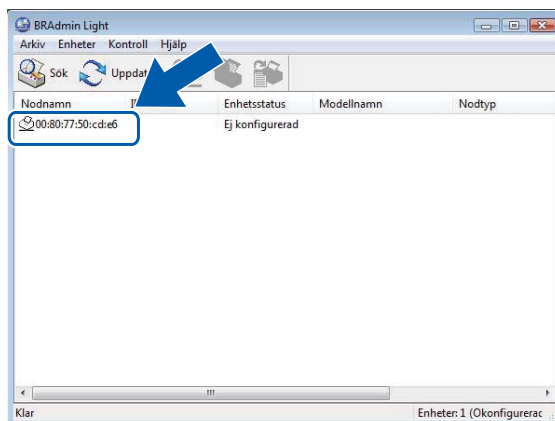 BRAdmin Light
Arkiv Enheter Kontroll Hjälp
Sök
Nodnamn Enhetsstatus Modellnamn Nodtyp
00:80:77:50:cd:e6 Ej konfigurerad
Klar Enheter: 1 (Okonfigurerac